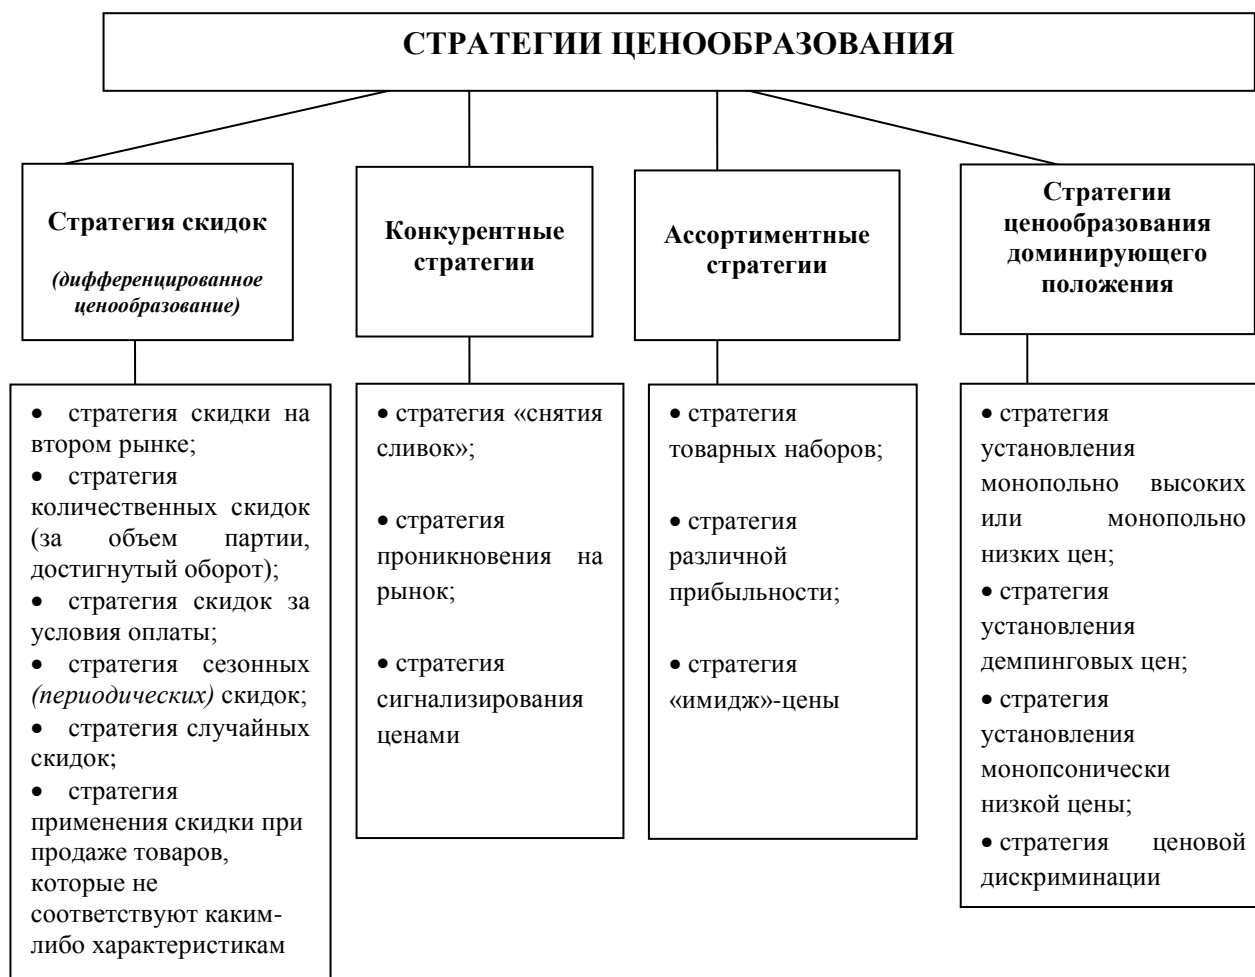 СТРАТЕГИИ ЦЕНООБРАЗОВАНИЯ
Стратегия скидок
(дифференцированное
ценообразование)
Конкурентные
стратегии
Ассортиментные
стратегии
Стратегии
ценообразования
доминирующего
положения
• стратегия скидки на
втором рынке;
• стратегия
количественных скидок
(за объем партии,
достигнутый оборот);
• стратегия скидок за
условия оплаты;
• стратегия сезонных
(периодических) скидок;
• стратегия случайных
скидок;
• стратегия
применения скидки при
продаже товаров,
которые не
соответствуют каким-
либо характеристикам
• стратегия «снятия
сливок»;
• стратегия
проникновения на
рынок;
• стратегия
сигнализирования
ценами
• стратегия
товарных наборов;
• стратегия
различной
прибыльности;
• стратегия
«имидж»-цены
• стратегия
установления
монопольно высоких
или монопольно
низких цен;
• стратегия
установления
демпинговых цен;
• стратегия
установления
монопсонически
низкой цены;
• стратегия ценовой
дискриминации